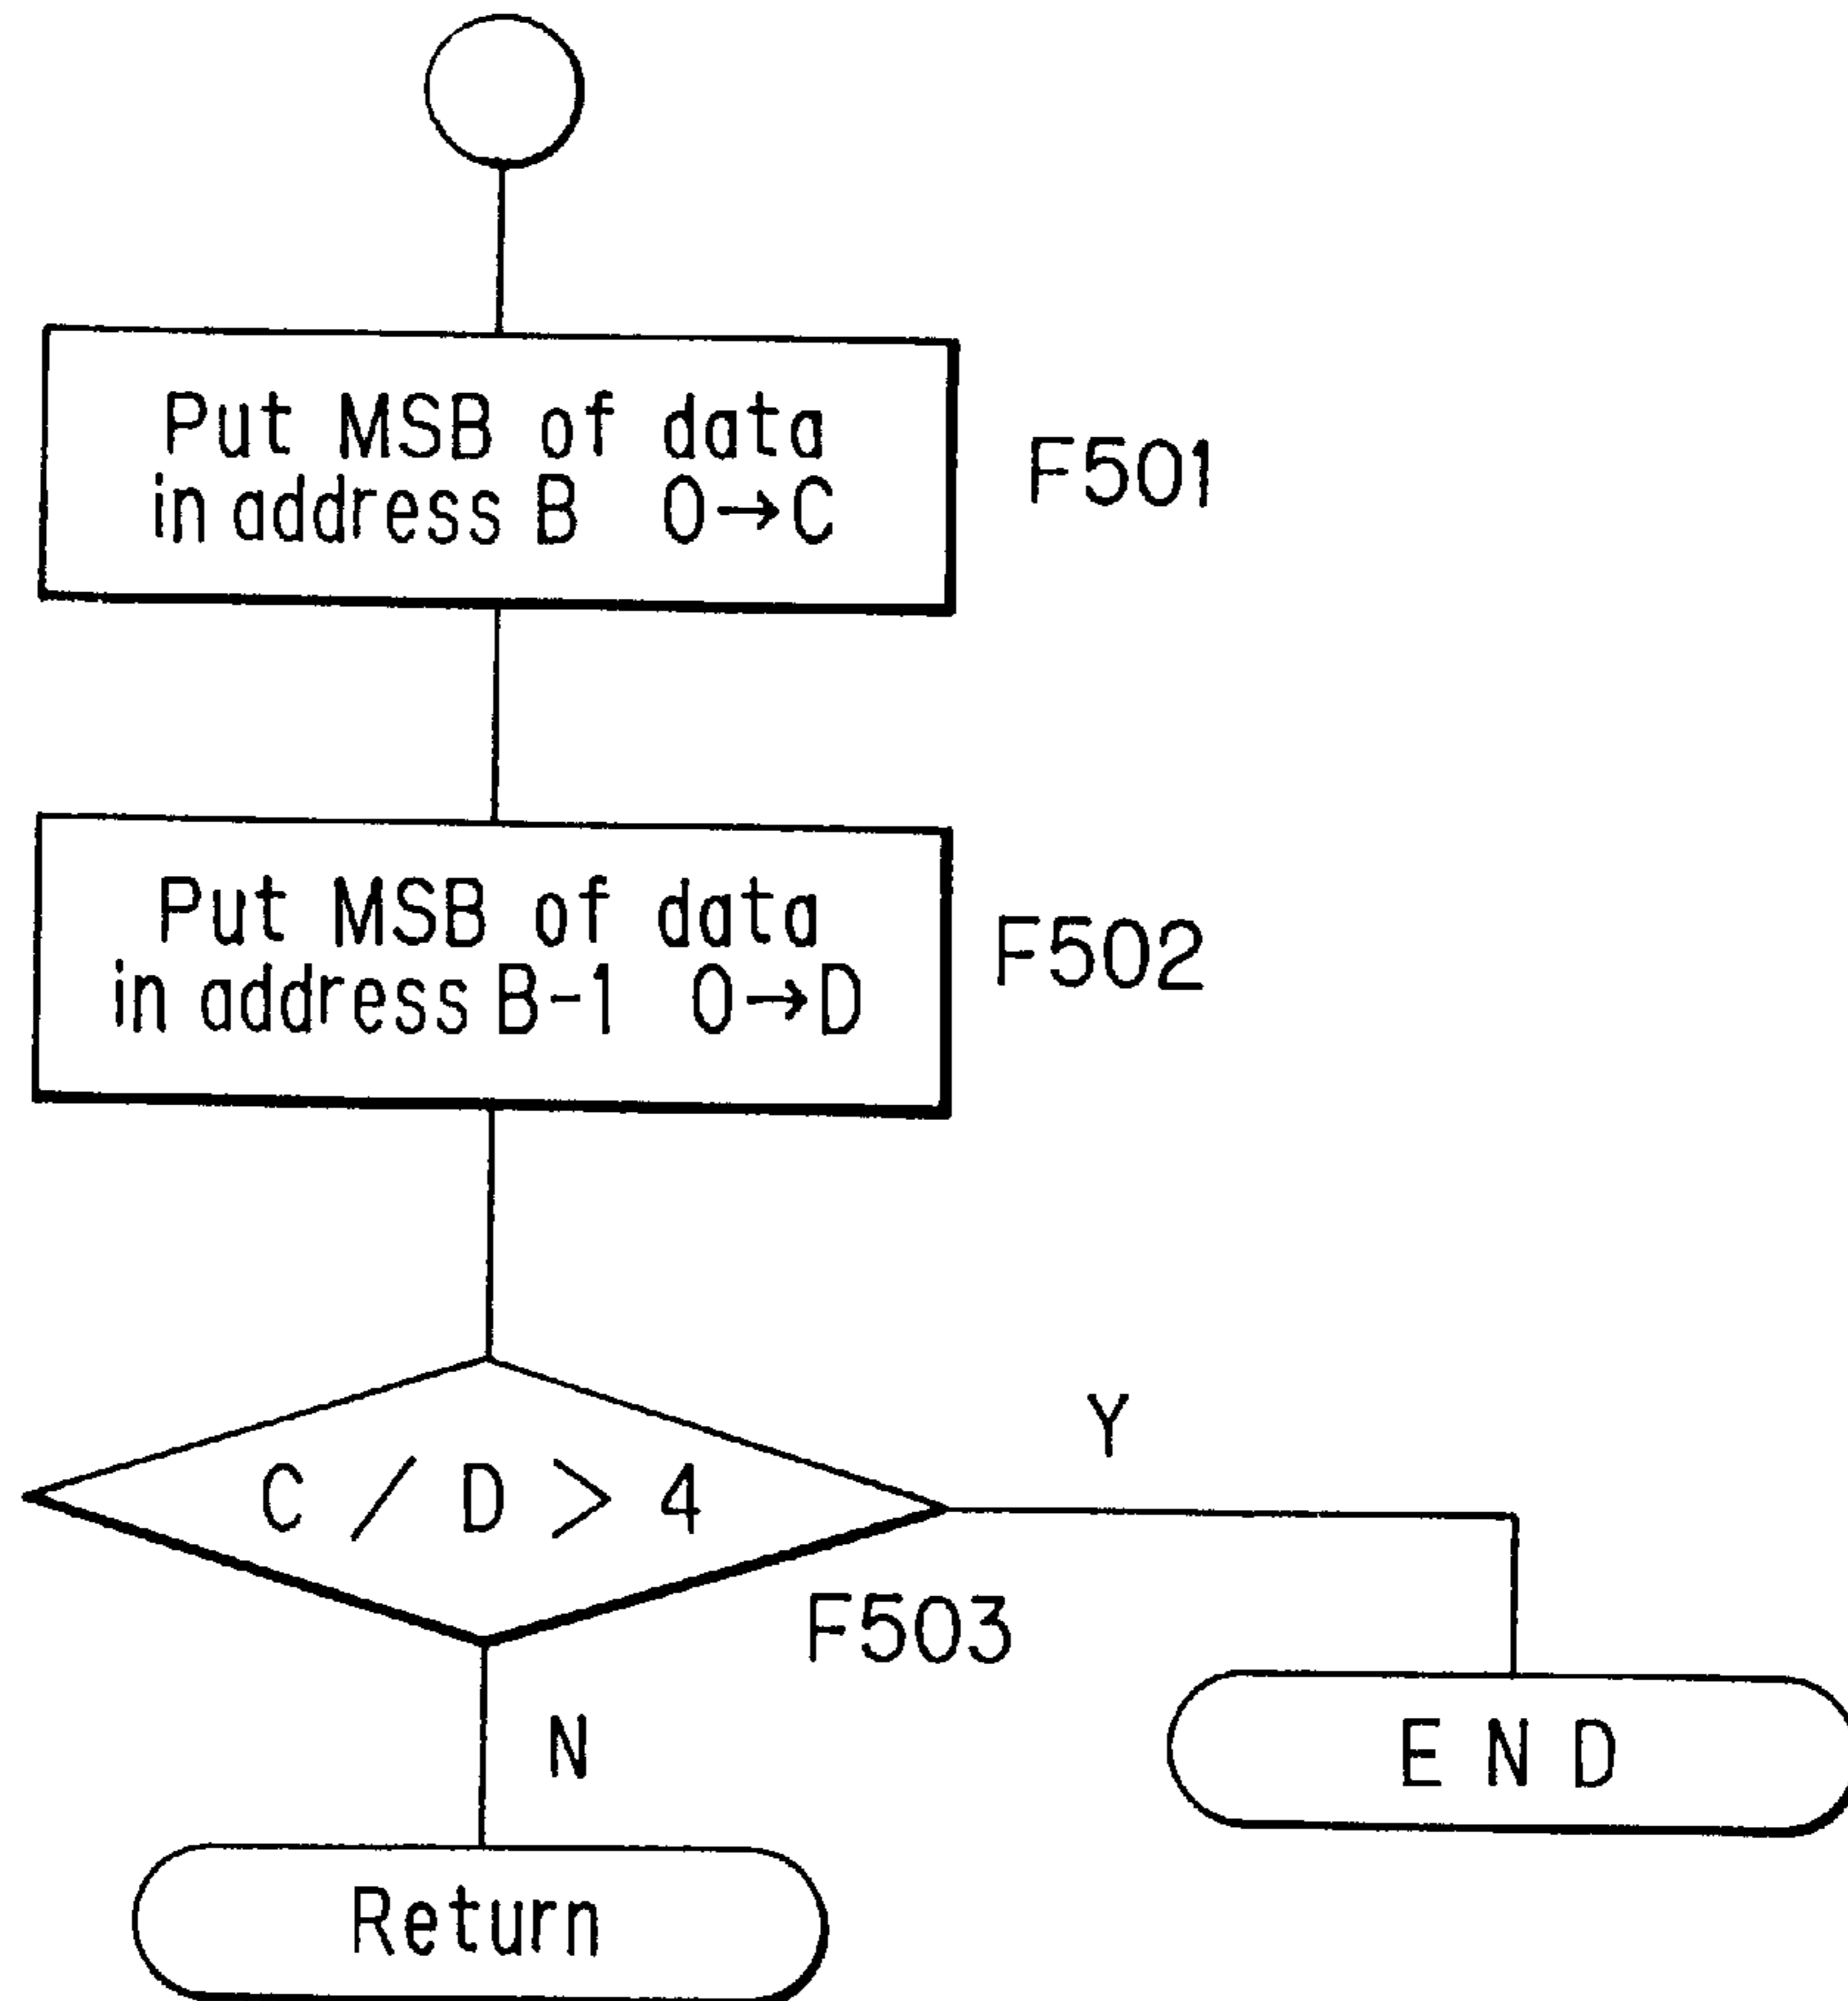 Put MSB of data
in address B 0→C
F501
Put MSB of data
in address B-1 0→D
F502
C / D > 4
Y
F503
N
END
Return